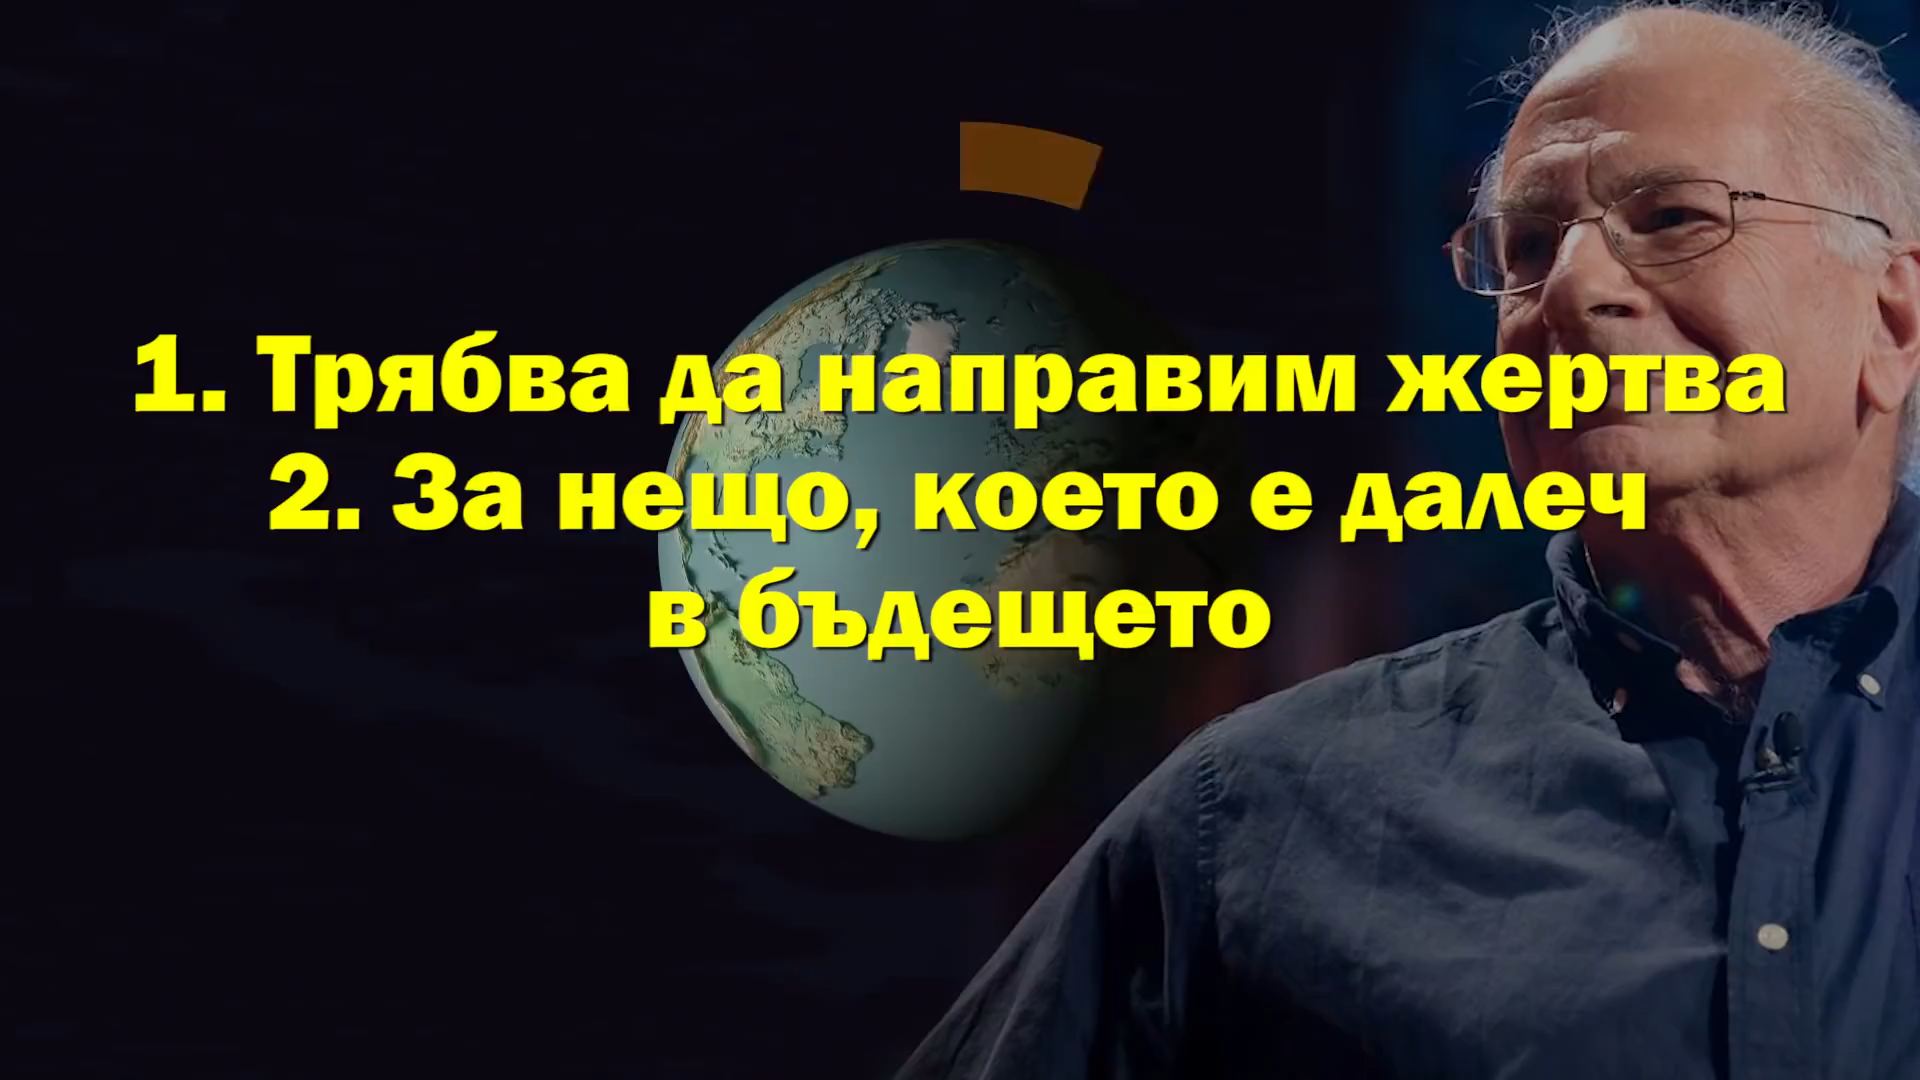 1. Трябва да направим жертва
2. За нещо, което е далеч
в бъдещето